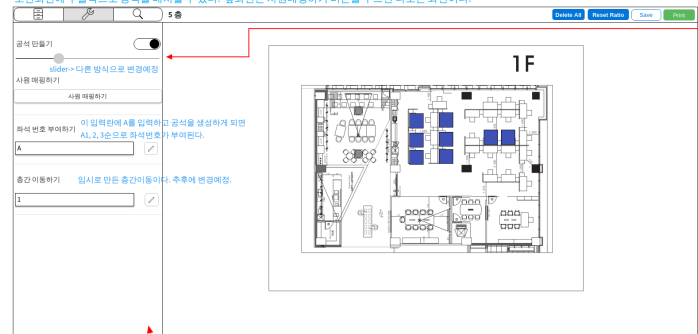 5 층
Delete All
Reset Ratio
Save
Print
공석 만들기
slider-> 다른 방식으로 변경예정
사원 매핑하기
사원 매핑하기
좌석 번호 부여하기
이 입력란에 A를 입력하고 공석을 생성하게 되면
A1, 2, 3순으로 좌석번호가 부여된다.
A
층간 이동하기
임시로 만든 층간이동이다. 추후에 변경예정.
1
1F